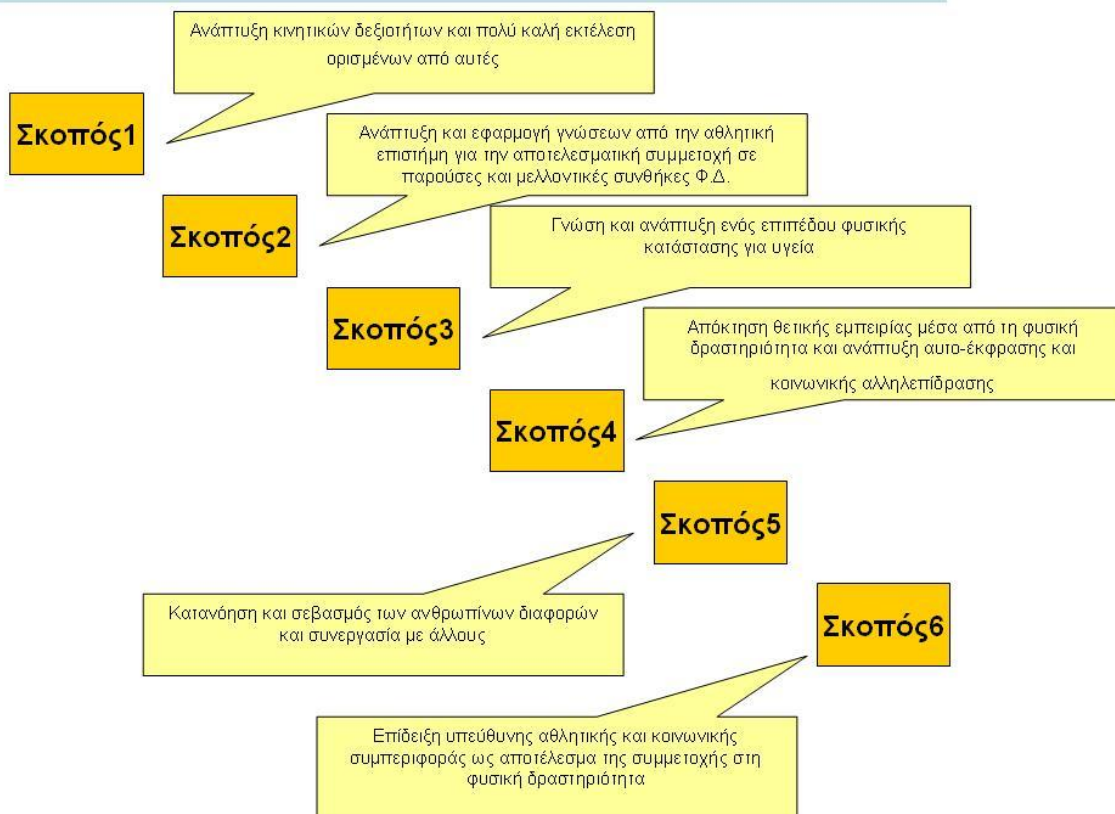 Ανάπτυξη κινητικών δεξιοτήτων και πολύ καλή εκτέλεση
ορισμένων από αυτές
Σκοπός1
Ανάπτυξη και εφαρμογή γνώσεων από την αθλητική
επιστήμη για την αποτελεσματική συμμετοχή σε
παρούσες και μελλοντικές συνθήκες Φ.Δ.
Σκοπός2
Γνώση και ανάπτυξη ενός επιπέδου φυσικής
κατάστασης για υγεία
Σκοπός3
Απόκτηση θετικής εμπειρίας μέσα από τη φυσική
δραστηριότητα και ανάπτυξη αυτο-έκφρασης και
κοινωνικής αλληλεπίδρασης
Σκοπός4
Σκοπός5
Κατανόηση και σεβασμός των ανθρωπίνων διαφορών
και συνεργασία με άλλους
Σκοπός6
Επίδειξη υπεύθυνης αθλητικής και κοινωνικής
συμπεριφοράς ως αποτέλεσμα της συμμετοχής στη
φυσική δραστηριότητα